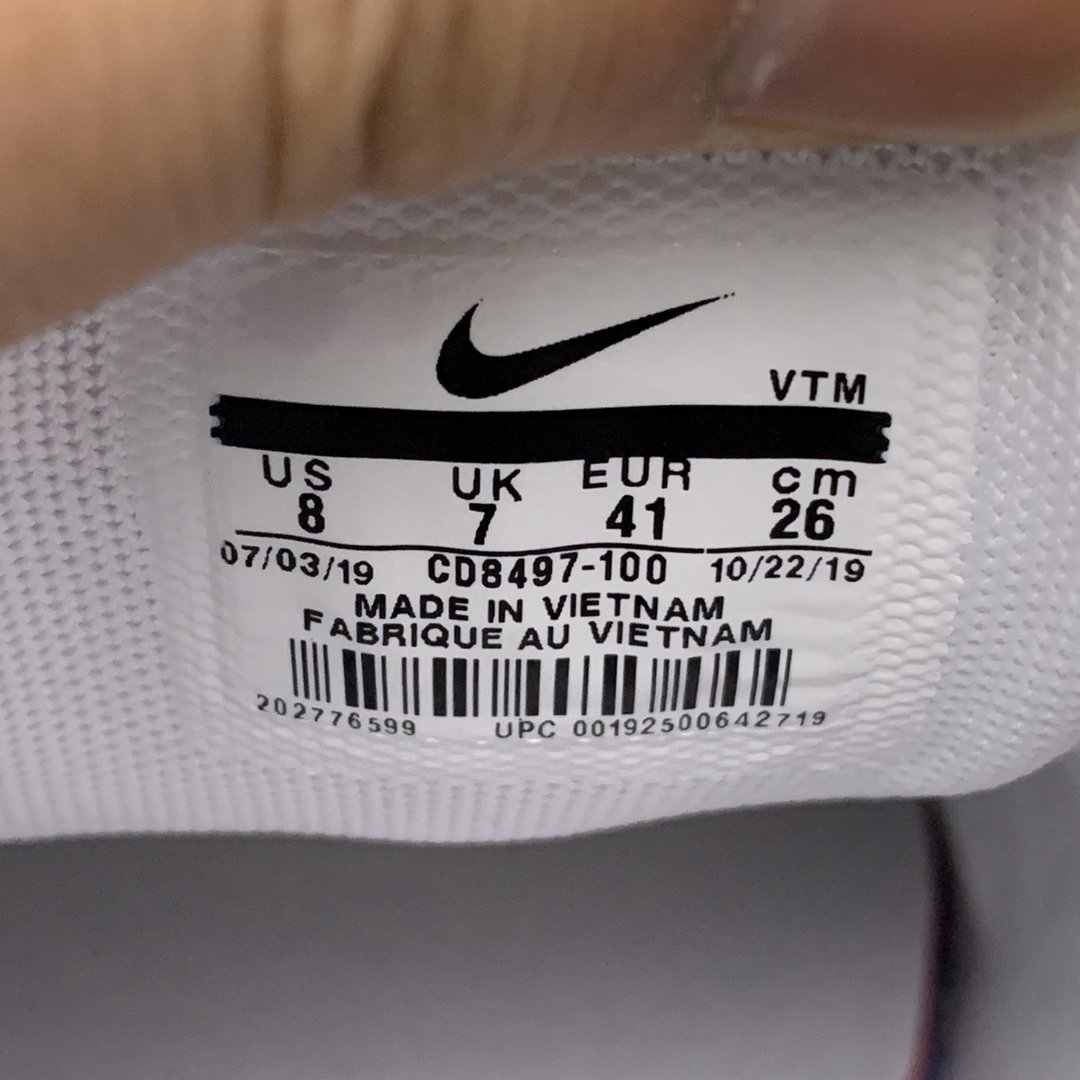 VTM
US UK EUR cm
8 7 41 26
07/03/19 CD8497-100 10/22/19
MADE IN VIETNAM
FABRIQUE AU VIETNAM
202776599 UPC 00192500642719